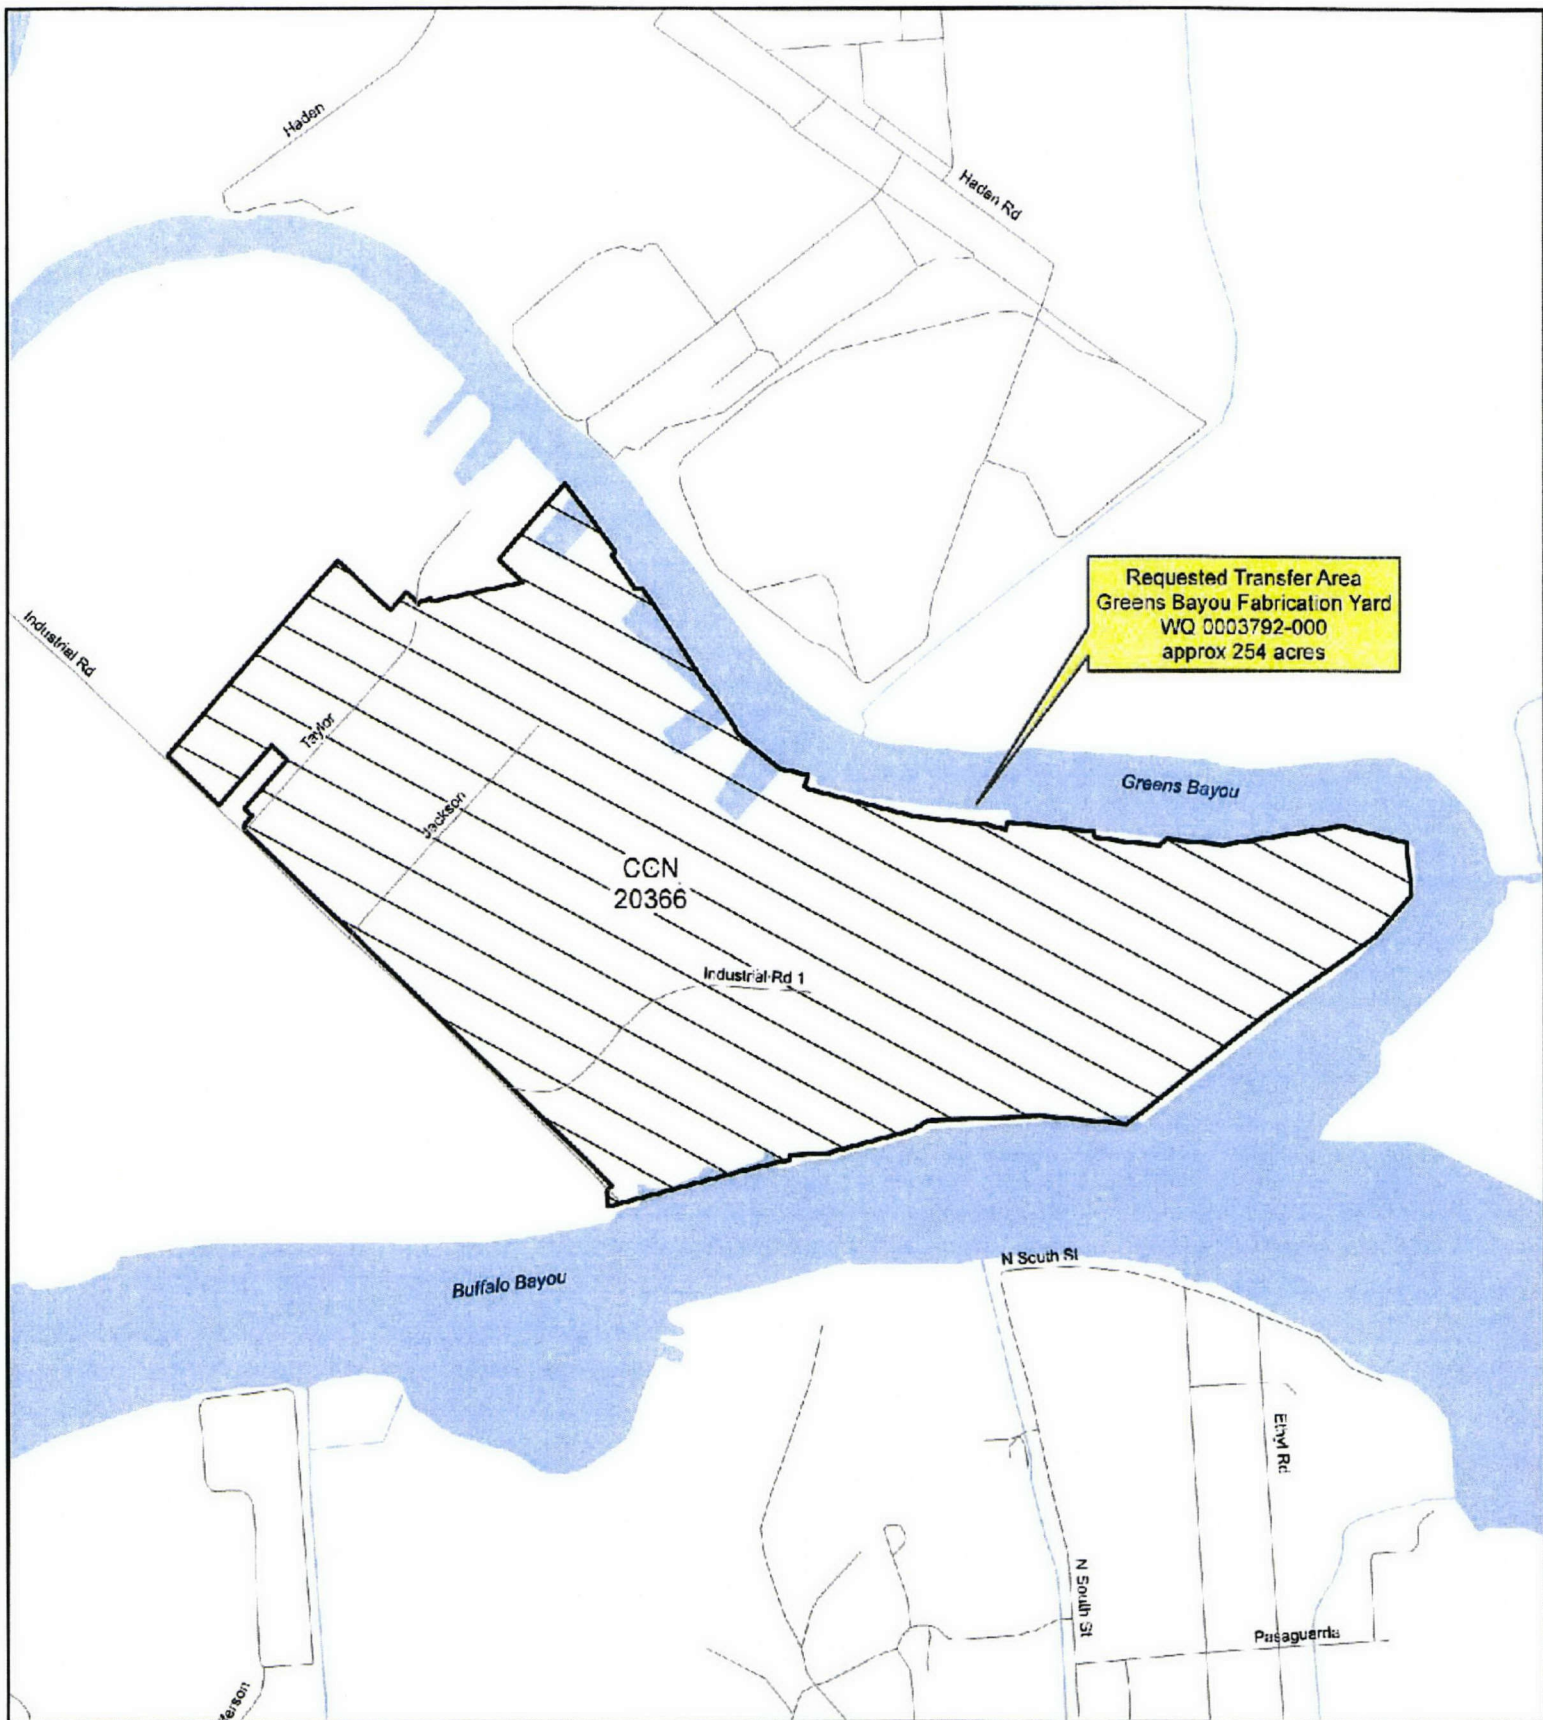 Haden
Haden Rd
Industrial Rd
Requested Transfer Area
Greens Bayou Fabrication Yard
WQ 0003792-000
approx 254 acres
Taylor
Greens Bayou
Jackson
CCN
20366
Industrial Rd 1
N South St
Buffalo Bayou
Ethyl Rd
N South St
Pasaguarda